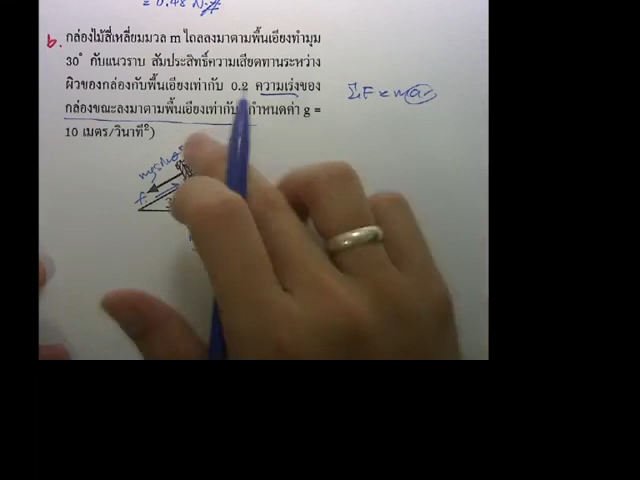 = 0.48 N #
6. กล่องไม้สี่เหลี่ยมมวล m ไถลลงมาตามพื้นเอียงทำมุม
30° กับแนวราบ สัมประสิทธิ์ความเสียดทานระหว่าง
ผิวของกล่องกับพื้นเอียงเท่ากับ 0.2 ความเร่งของ
กล่องขณะลงมาตามพื้นเอียงเท่ากับ กำหนดค่า g =
10 เมตร/วินาที²)
ΣF = ma
mg sinθ
f